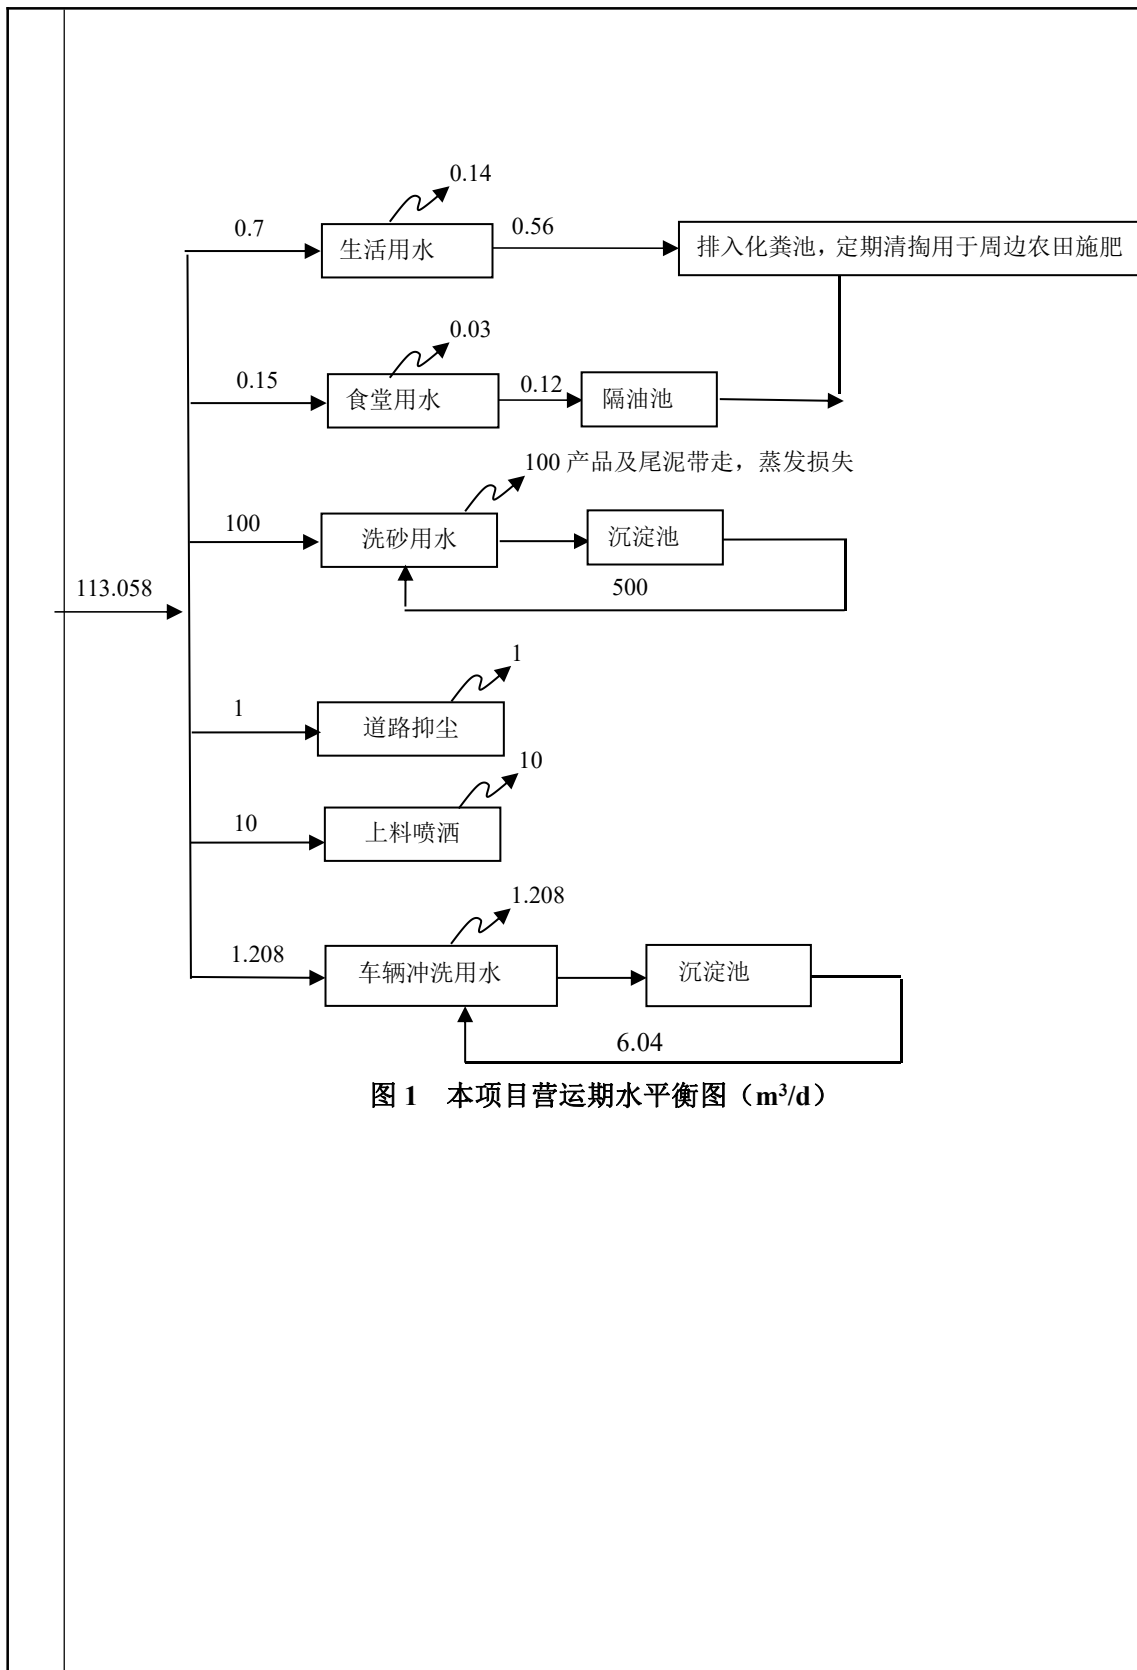 0.14
0.7
生活用水
0.56
排入化粪池，定期清掏用于周边农田施肥
0.03
0.15
食堂用水
0.12
隔油池
100 产品及尾泥带走，蒸发损失
100
洗砂用水
沉淀池
500
113.058
1
1
道路抑尘
10
10
上料喷洒
1.208
1.208
车辆冲洗用水
沉淀池
6.04
图 1 本项目营运期水平衡图（m³/d）